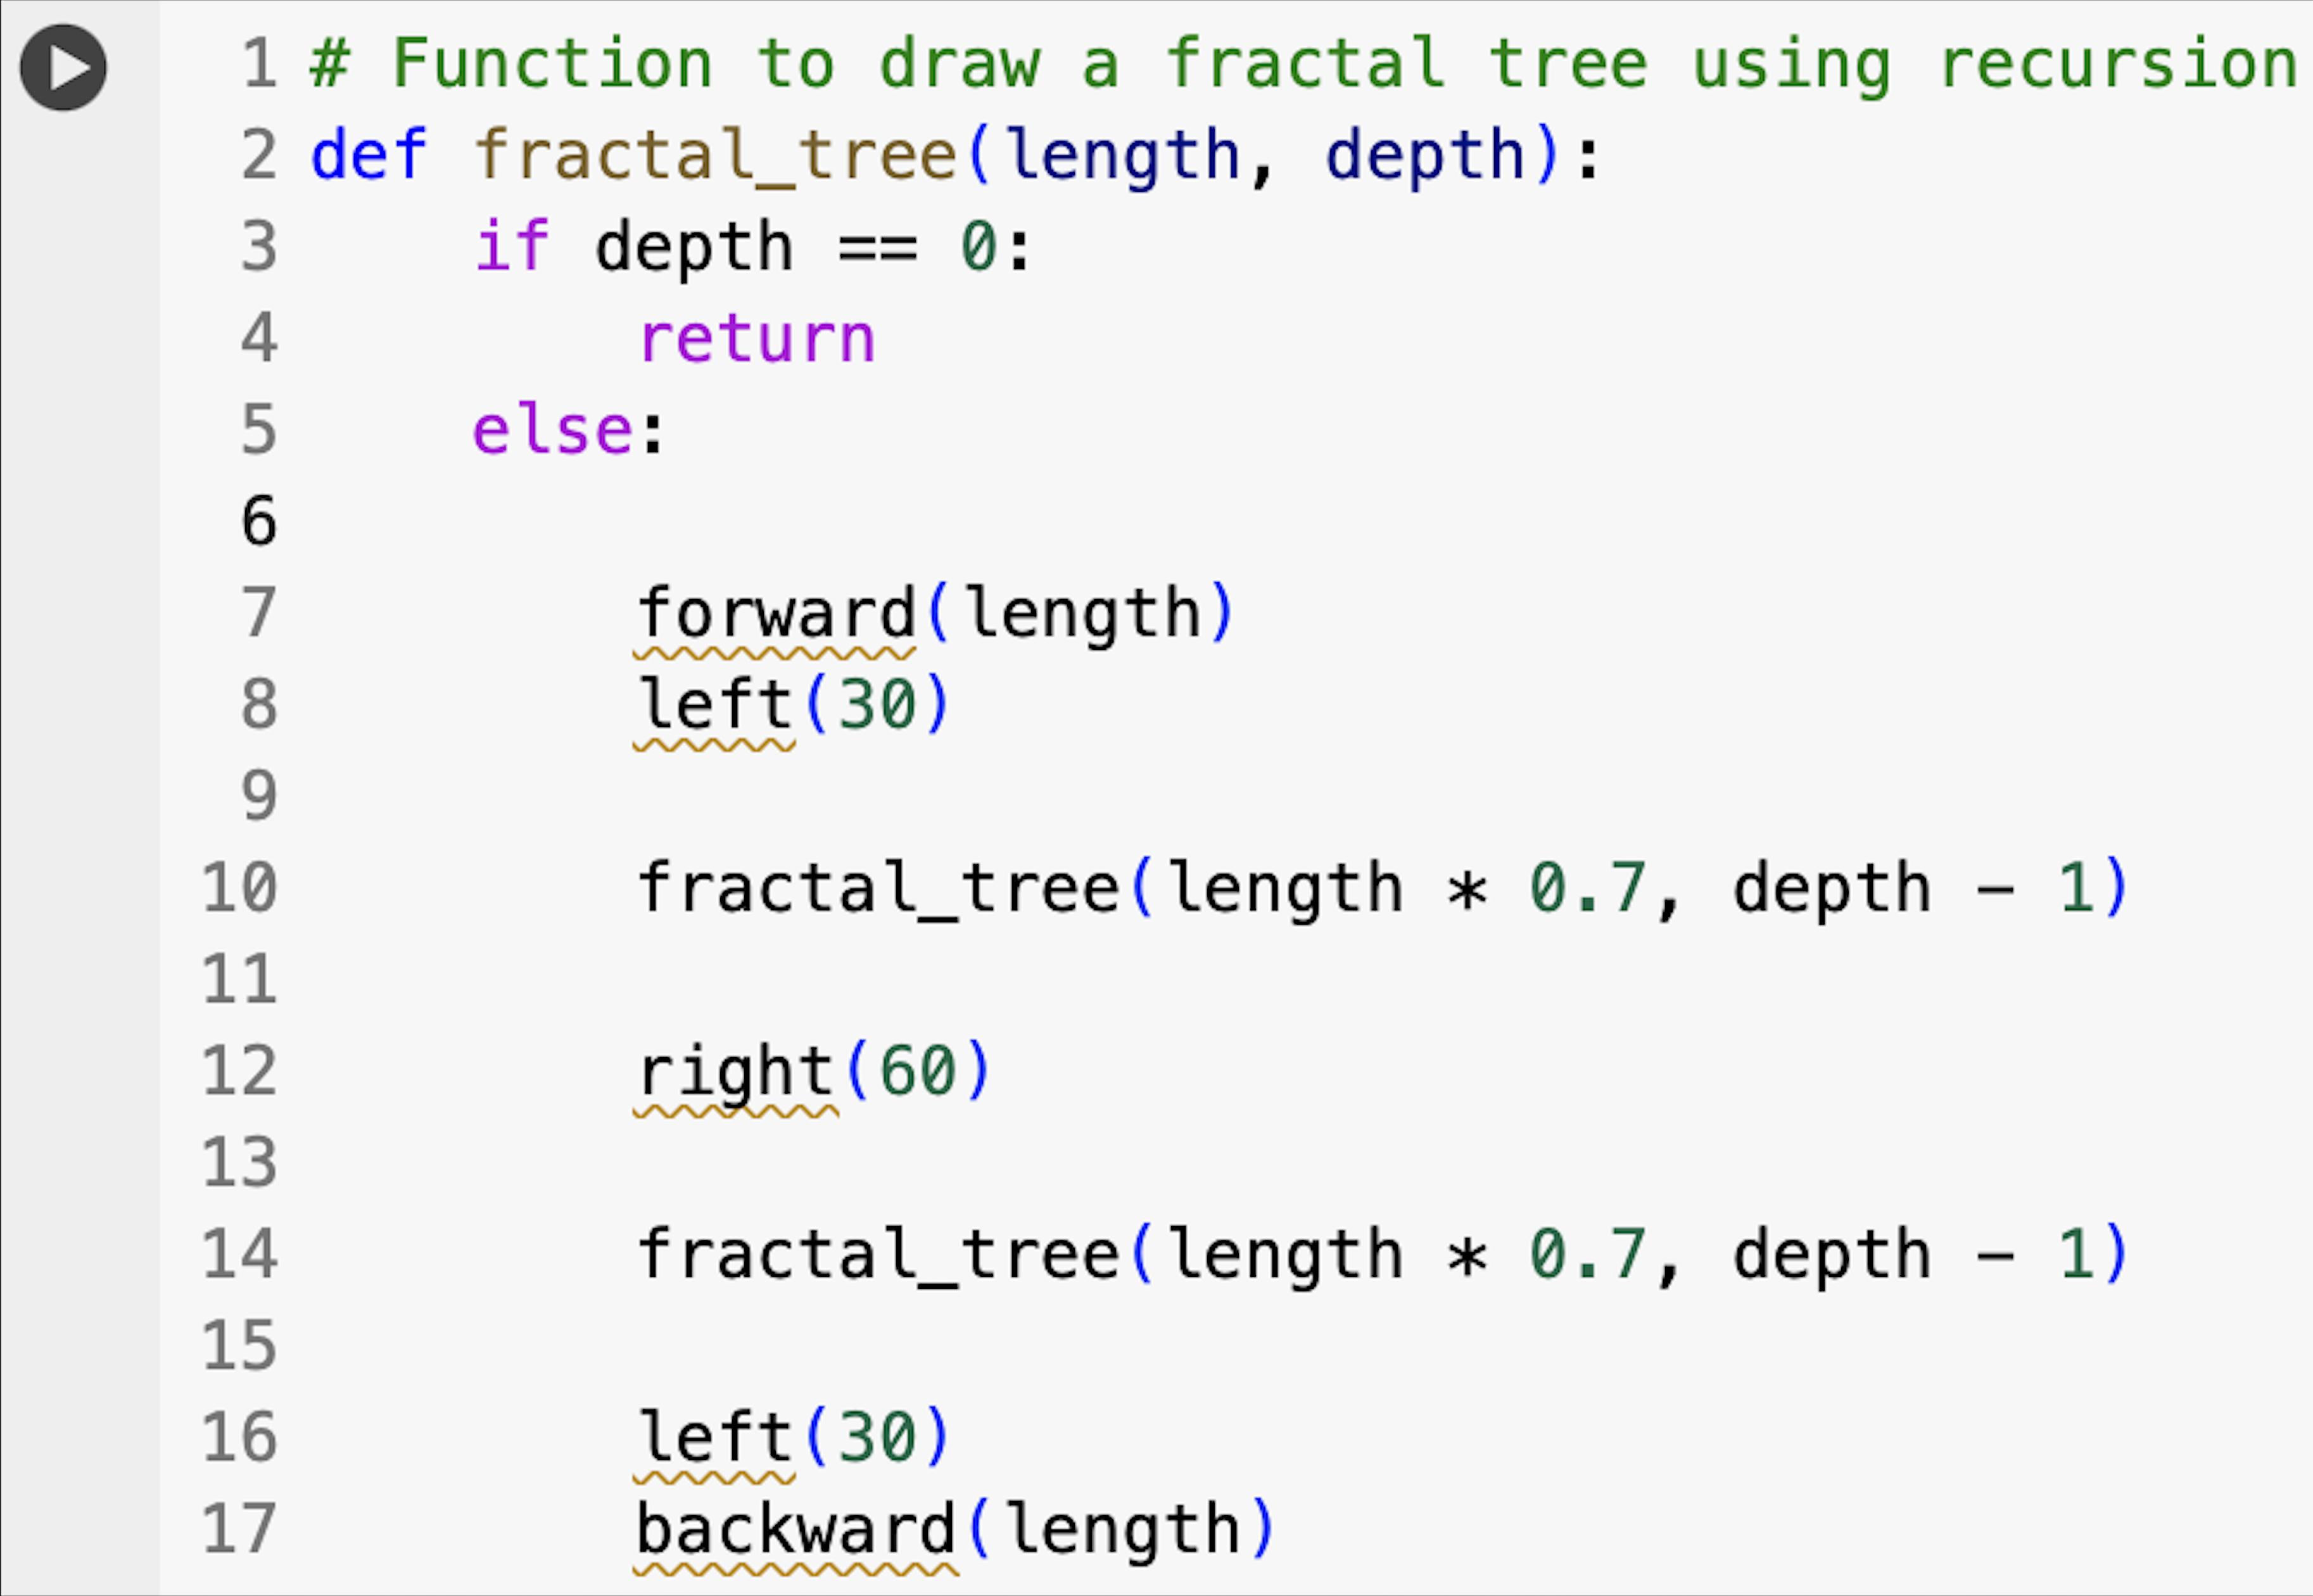 1 # Function to draw a fractal tree using recursion
2 def fractal_tree(length, depth):
3     if depth == 0:
4         return
5     else:
6
7         forward(length)
8         left(30)
9
10         fractal_tree(length * 0.7, depth - 1)
11
12         right(60)
13
14         fractal_tree(length * 0.7, depth - 1)
15
16         left(30)
17         backward(length)